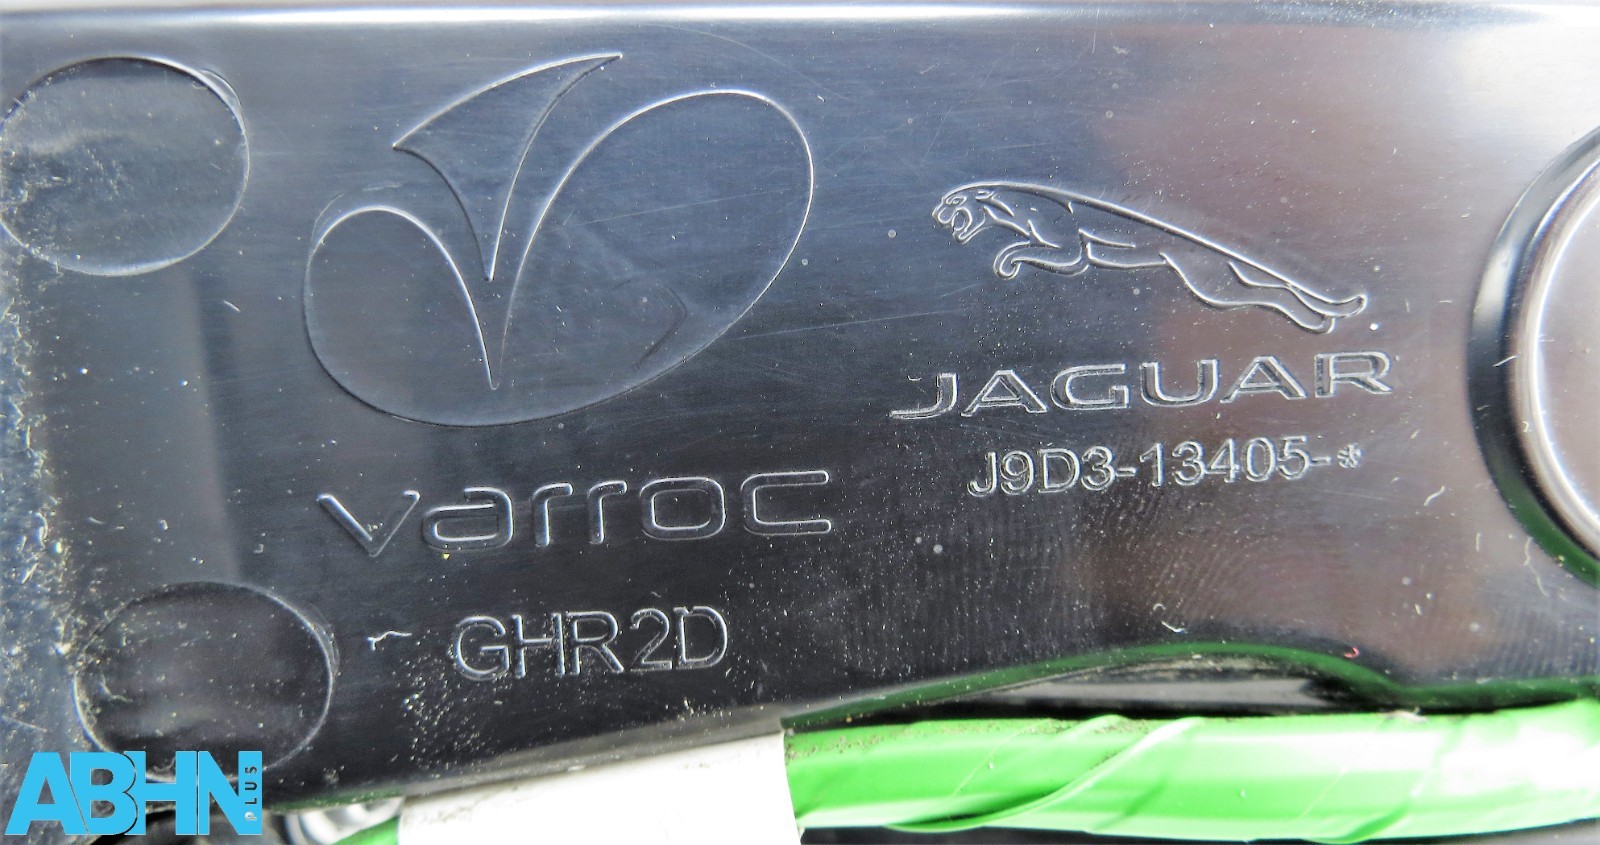 varroc
GHR2D
JAGUAR
J9D3-13405-*
ABHN
PLUS